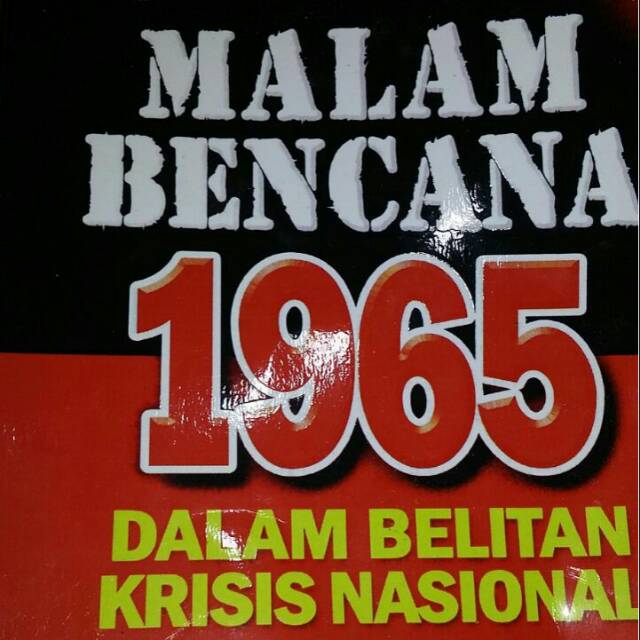 MALAM
BENCANA
1965
DALAM BELITAN
KRISIS NASIONAL